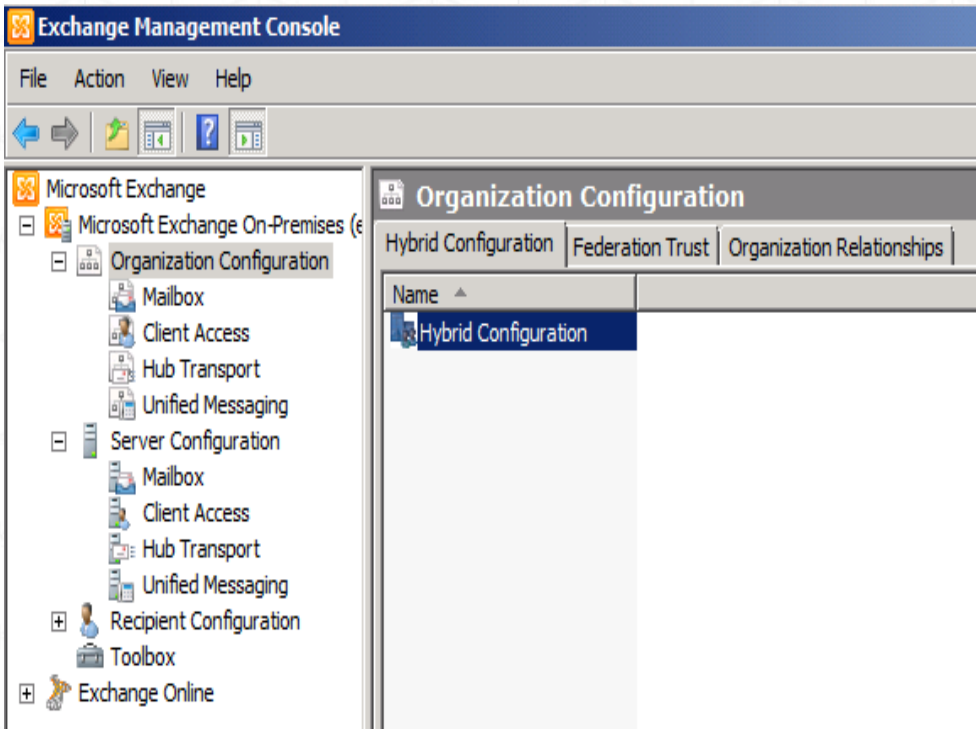 Exchange Management Console
File Action View Help
Microsoft Exchange
Microsoft Exchange On-Premises (e
Organization Configuration
Mailbox
Client Access
Hub Transport
Unified Messaging
Server Configuration
Mailbox
Client Access
Hub Transport
Unified Messaging
Recipient Configuration
Toolbox
Exchange Online
Organization Configuration
Hybrid Configuration Federation Trust Organization Relationships
Name
Hybrid Configuration